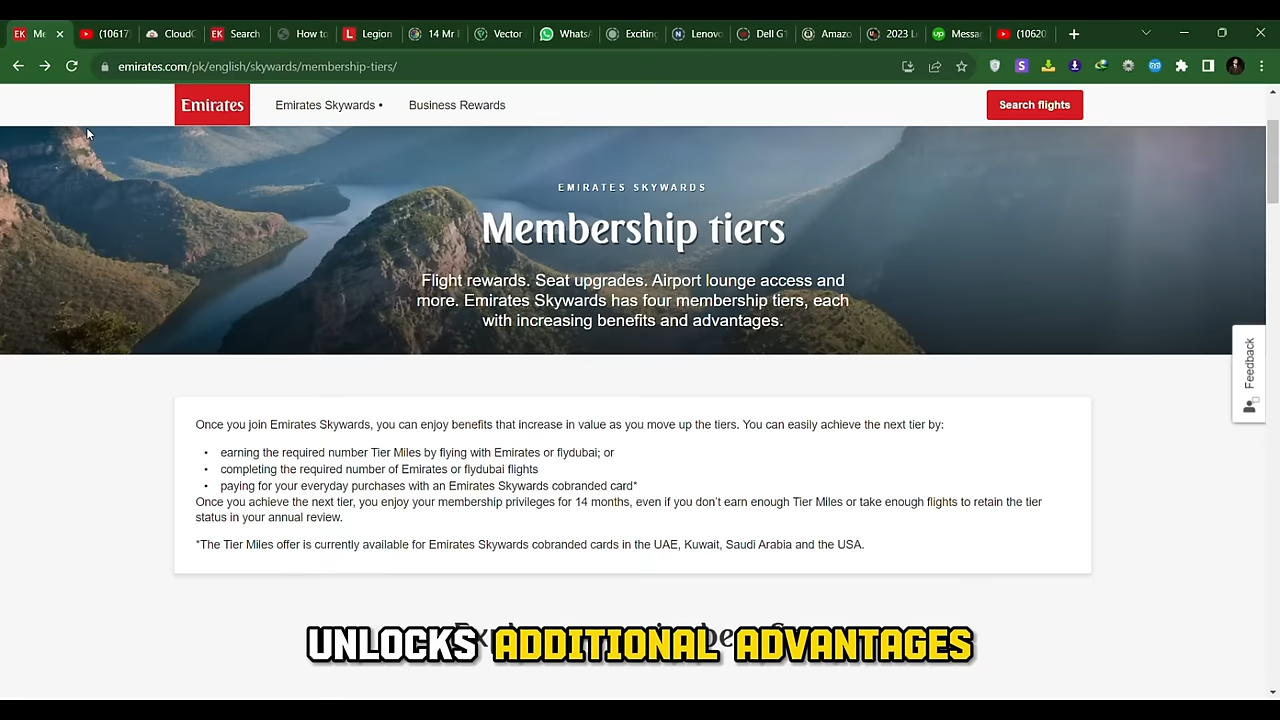 Me
(10617
CloudC
Search
How to
Legion
14 Mr
Vector
Whats
Exciting
Lenovo
Dell G1
Amazo
2023 L
Messag
(10620
emirates.com/pk/english/skywards/membership-tiers/
Emirates
Emirates Skywards •
Business Rewards
Search flights
EMIRATES SKYWARDS
Membership tiers
Flight rewards. Seat upgrades. Airport lounge access and
more. Emirates Skywards has four membership tiers, each
with increasing benefits and advantages.
Feedback
Once you join Emirates Skywards, you can enjoy benefits that increase in value as you move up the tiers. You can easily achieve the next tier by:
• earning the required number Tier Miles by flying with Emirates or flydubai; or
• completing the required number of Emirates or flydubai flights
• paying for your everyday purchases with an Emirates Skywards cobranded card*
Once you achieve the next tier, you enjoy your membership privileges for 14 months, even if you don't earn enough Tier Miles or take enough flights to retain the tier
status in your annual review.
*The Tier Miles offer is currently available for Emirates Skywards cobranded cards in the UAE, Kuwait, Saudi Arabia and the USA.
UNLOCKS ADDITIONAL ADVANTAGES